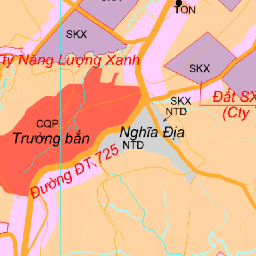 TON
SKX
Ty Năng Lượng Xanh
SKX
SKX
Đất SX
NTD
(Cty
CQP
Trường bắn
Nghĩa Địa
NTD
Đường ĐT.725